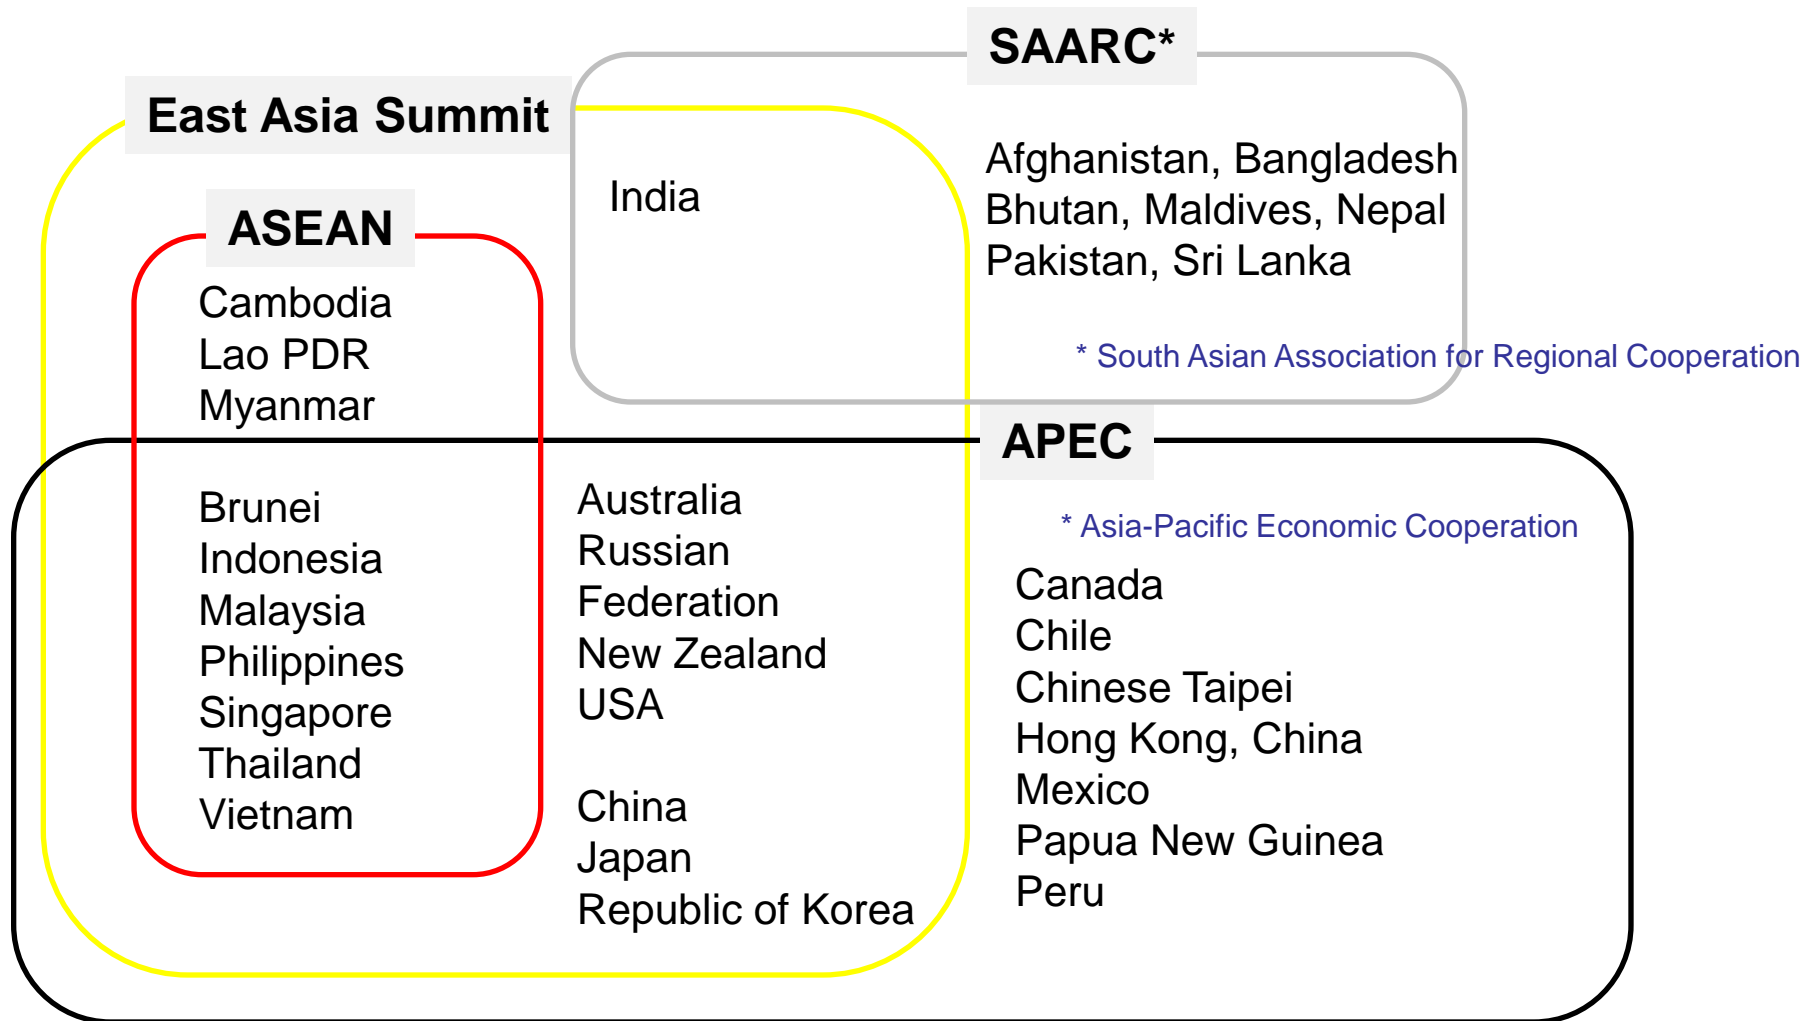 SAARC*
East Asia Summit
Afghanistan, Bangladesh
Bhutan, Maldives, Nepal
Pakistan, Sri Lanka
India
ASEAN
Cambodia
Lao PDR
Myanmar
* South Asian Association for Regional Cooperation
APEC
* Asia-Pacific Economic Cooperation
Brunei
Indonesia
Malaysia
Philippines
Singapore
Thailand
Vietnam
Australia
Russian
Federation
New Zealand
USA
China
Japan
Republic of Korea
Canada
Chile
Chinese Taipei
Hong Kong, China
Mexico
Papua New Guinea
Peru